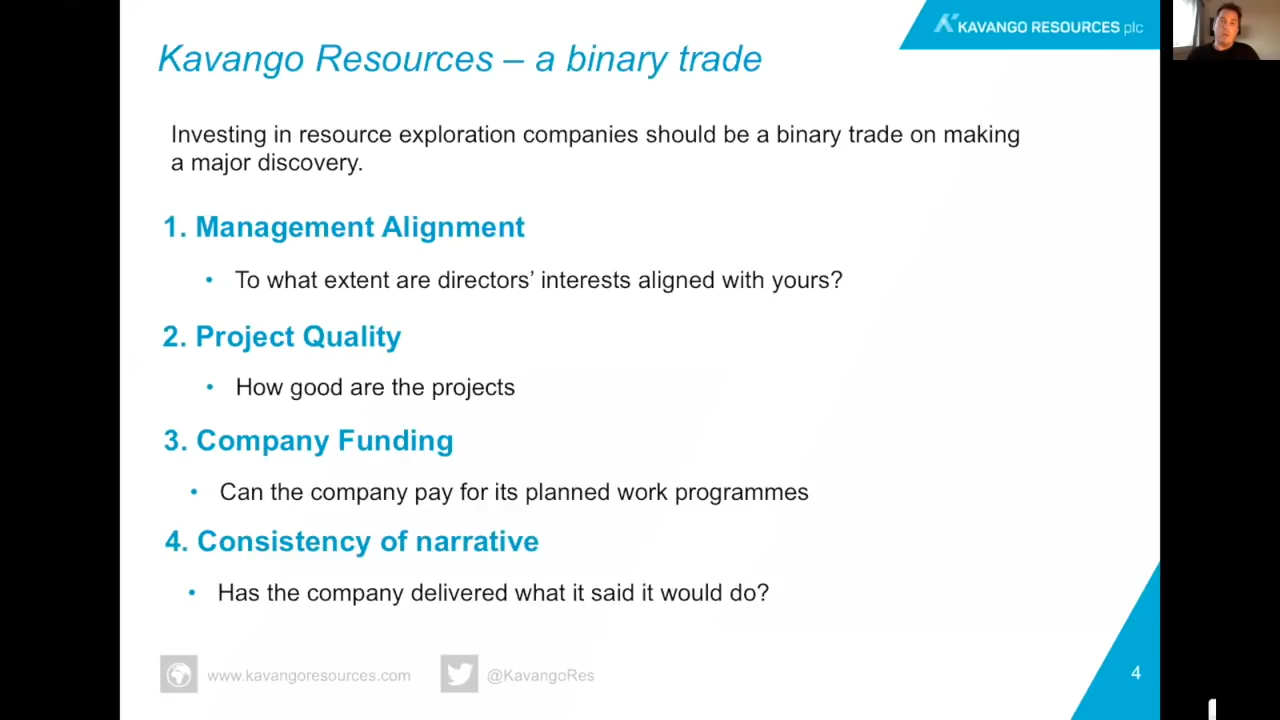 KAVANGO RESOURCES plc
Kavango Resources – a binary trade
Investing in resource exploration companies should be a binary trade on making
a major discovery.
1. Management Alignment
• To what extent are directors’ interests aligned with yours?
2. Project Quality
• How good are the projects
3. Company Funding
• Can the company pay for its planned work programmes
4. Consistency of narrative
• Has the company delivered what it said it would do?
www.kavangoresources.com @KavangoRes
4